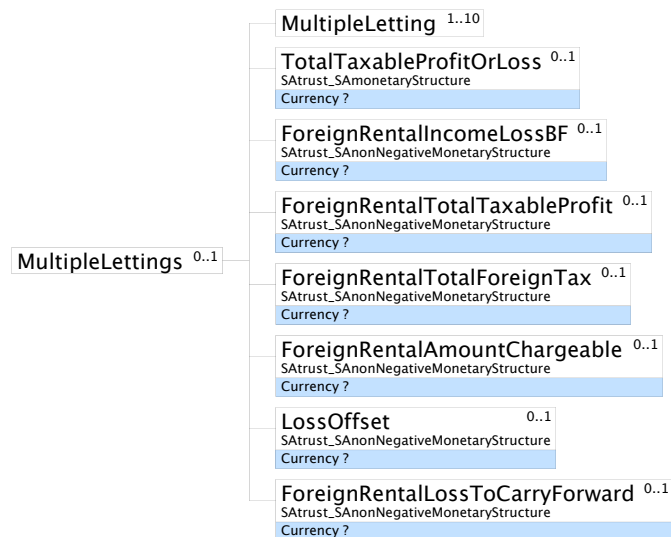 MultipleLetting 1..10
TotalTaxableProfitOrLoss 0..1
SAtrust_SAmonetaryStructure
Currency ?
ForeignRentalIncomeLossBF 0..1
SAtrust_SAnonNegativeMonetaryStructure
Currency ?
ForeignRentalTotalTaxableProfit 0..1
SAtrust_SAnonNegativeMonetaryStructure
Currency ?
MultipleLettings 0..1
ForeignRentalTotalForeignTax 0..1
SAtrust_SAnonNegativeMonetaryStructure
Currency ?
ForeignRentalAmountChargeable 0..1
SAtrust_SAnonNegativeMonetaryStructure
Currency ?
LossOffset 0..1
SAtrust_SAnonNegativeMonetaryStructure
Currency ?
ForeignRentalLossToCarryForward 0..1
SAtrust_SAnonNegativeMonetaryStructure
Currency ?